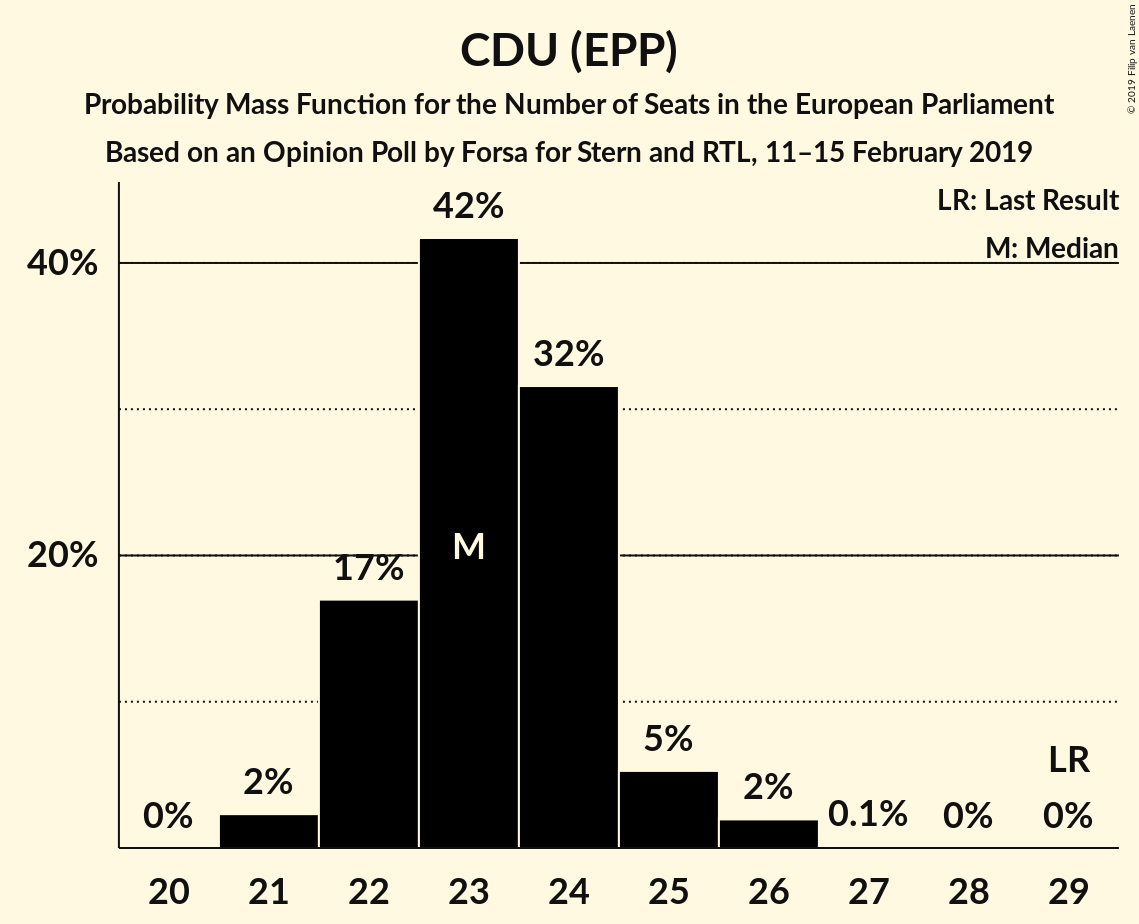 CDU (EPP)
Probability Mass Function for the Number of Seats in the European Parliament
Based on an Opinion Poll by Forsa for Stern and RTL, 11–15 February 2019
© 2019 Filip van Laenen
LR: Last Result
M: Median
40%
20%
0%
2%
17%
42%
M
32%
5%
2%
0.1%
0%
LR
0%
20 21 22 23 24 25 26 27 28 29